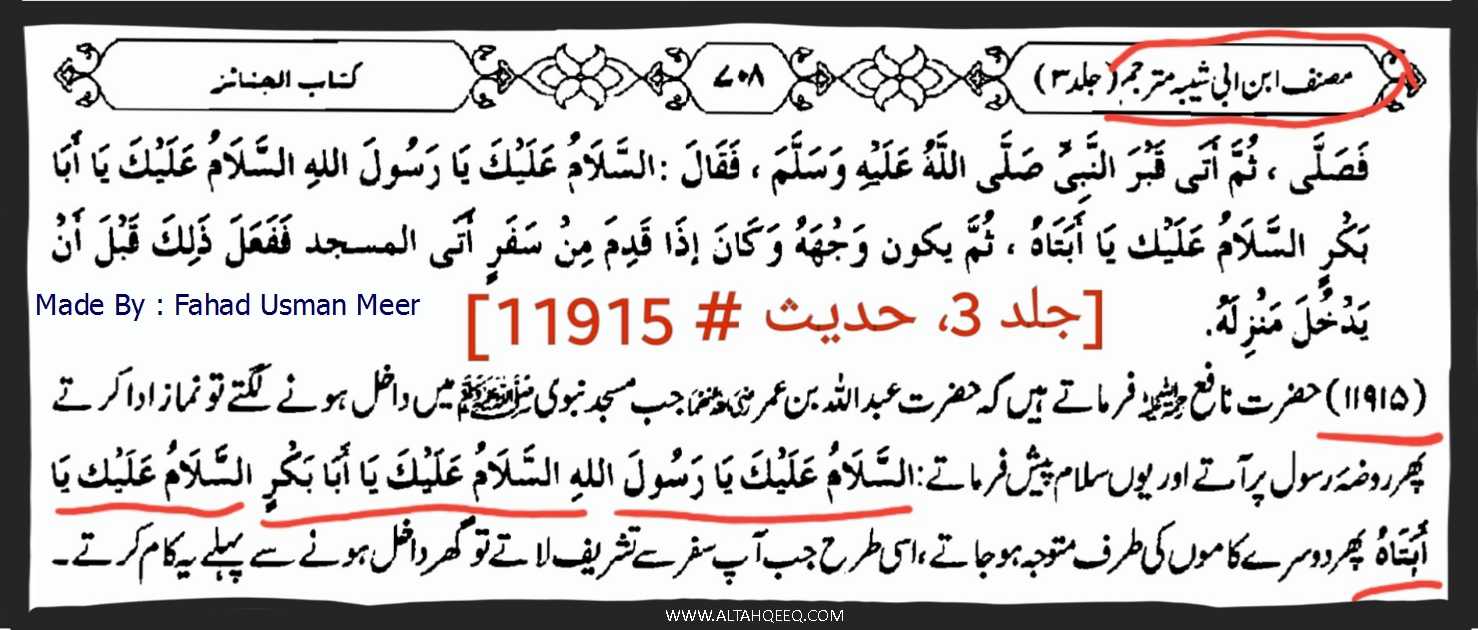 مصنف ابن ابی شیبہ مترجم (جلد ۳) ۷۰۸ کتاب الجنائز
فَصَلَّى ، ثُمَّ أَتَى قَبْرَ النَّبِيِّ صَلَّى اللَّهُ عَلَيْهِ وَسَلَّمَ ، فَقَالَ : السَّلَامُ عَلَيْكَ يَا رَسُولَ اللهِ السَّلَامُ عَلَيْكَ يَا أَبَا
بَكْرٍ السَّلَامُ عَلَيْك يَا أَبَتَاهُ ، ثُمَّ يكون وَجْهَهُ وَكَانَ إذَا قَدِمَ مِنْ سَفَرٍ أَتَى المسجد فَفَعَلَ ذَلِكَ قَبْلَ أَنْ
يَدْخُلَ مَنْزِلَهُ.
[جلد 3، حدیث # 11915]
Made By : Fahad Usman Meer
(۱۱۹۱۵) حضرت نافع رحمۃ اللہ علیہ فرماتے ہیں کہ حضرت عبداللہ بن عمر رضی اللہ عنہما جب مسجد نبوی صلی اللہ علیہ وسلم میں داخل ہونے لگتے تو نماز ادا کرتے
پھر روضۂ رسول پر آتے اور یوں سلام پیش فرماتے : السَّلَامُ عَلَيْكَ يَا رَسُولَ اللهِ السَّلَامُ عَلَيْكَ يَا أَبَا بَكْرٍ السَّلَامُ عَلَيْك يَا
أَبَتَاهُ پھر دوسرے کاموں کی طرف متوجہ ہو جاتے ، اسی طرح جب آپ سفر سے تشریف لاتے تو گھر داخل ہونے سے پہلے یہ کام کرتے ۔
WWW.ALTAHQEEQ.COM